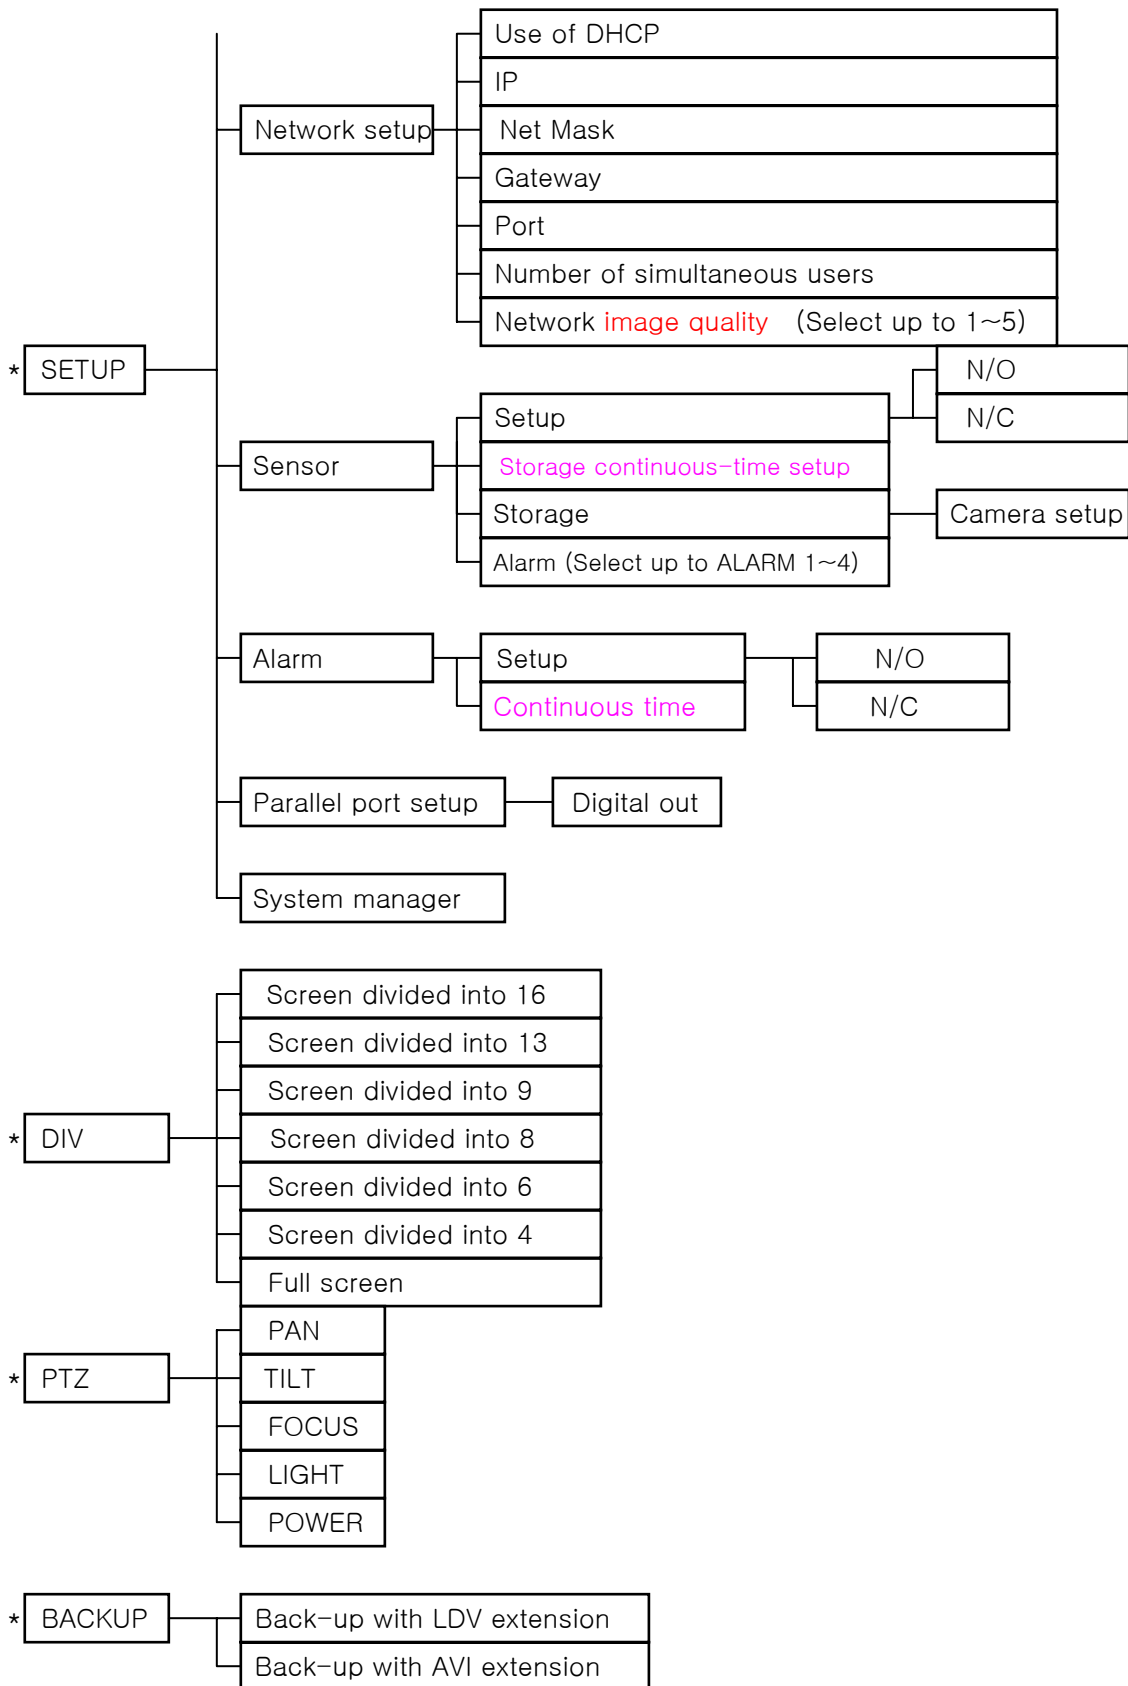 Use of DHCP
IP
Network setup
Net Mask
Gateway
Port
Number of simultaneous users
Network image quality (Select up to 1~5)
* SETUP
N/O
Setup
N/C
Sensor
Storage continuous-time setup
Storage
Camera setup
Alarm (Select up to ALARM 1~4)
Alarm
Setup
N/O
Continuous time
N/C
Parallel port setup
Digital out
System manager
Screen divided into 16
Screen divided into 13
Screen divided into 9
* DIV
Screen divided into 8
Screen divided into 6
Screen divided into 4
Full screen
PAN
* PTZ
TILT
FOCUS
LIGHT
POWER
* BACKUP
Back-up with LDV extension
Back-up with AVI extension